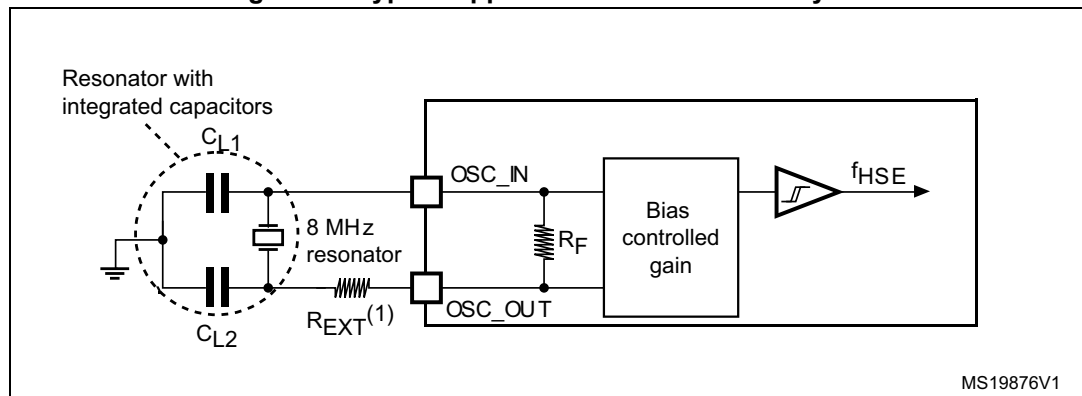 Resonator with
integrated capacitors
CL1
OSC_IN
fHSE
8 MHz
resonator
RF
Bias
controlled
gain
REXT(1)
OSC_OUT
CL2
MS19876V1